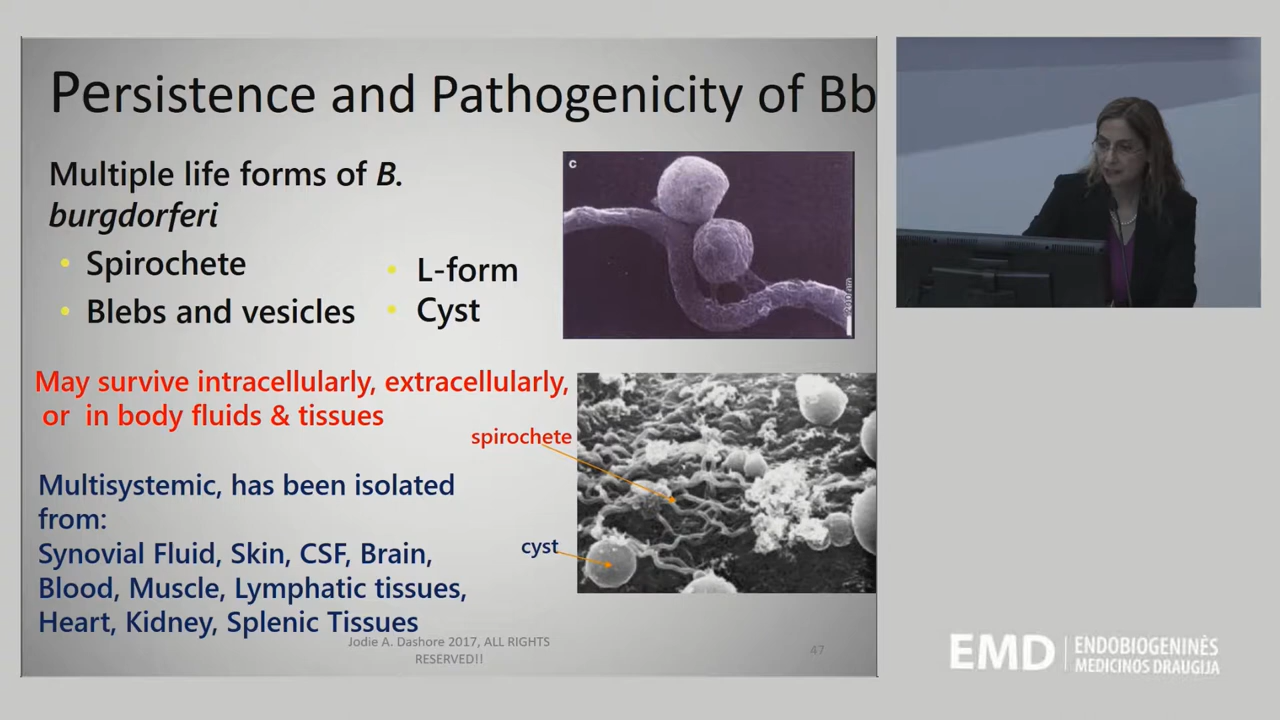 Persistence and Pathogenicity of Bb
Multiple life forms of B.
burgdorferi
• Spirochete
• Blebs and vesicles
• L-form
• Cyst
C
May survive intracellularly, extracellularly,
or in body fluids & tissues
spirochete
cyst
Multisystemic, has been isolated
from:
Synovial Fluid, Skin, CSF, Brain,
Blood, Muscle, Lymphatic tissues,
Heart, Kidney, Splenic Tissues
Jodie A. Dashore 2017, ALL RIGHTS
RESERVED!!
47
EMD
ENDOBIOGENINĖS
MEDICINOS DRAUGIJA